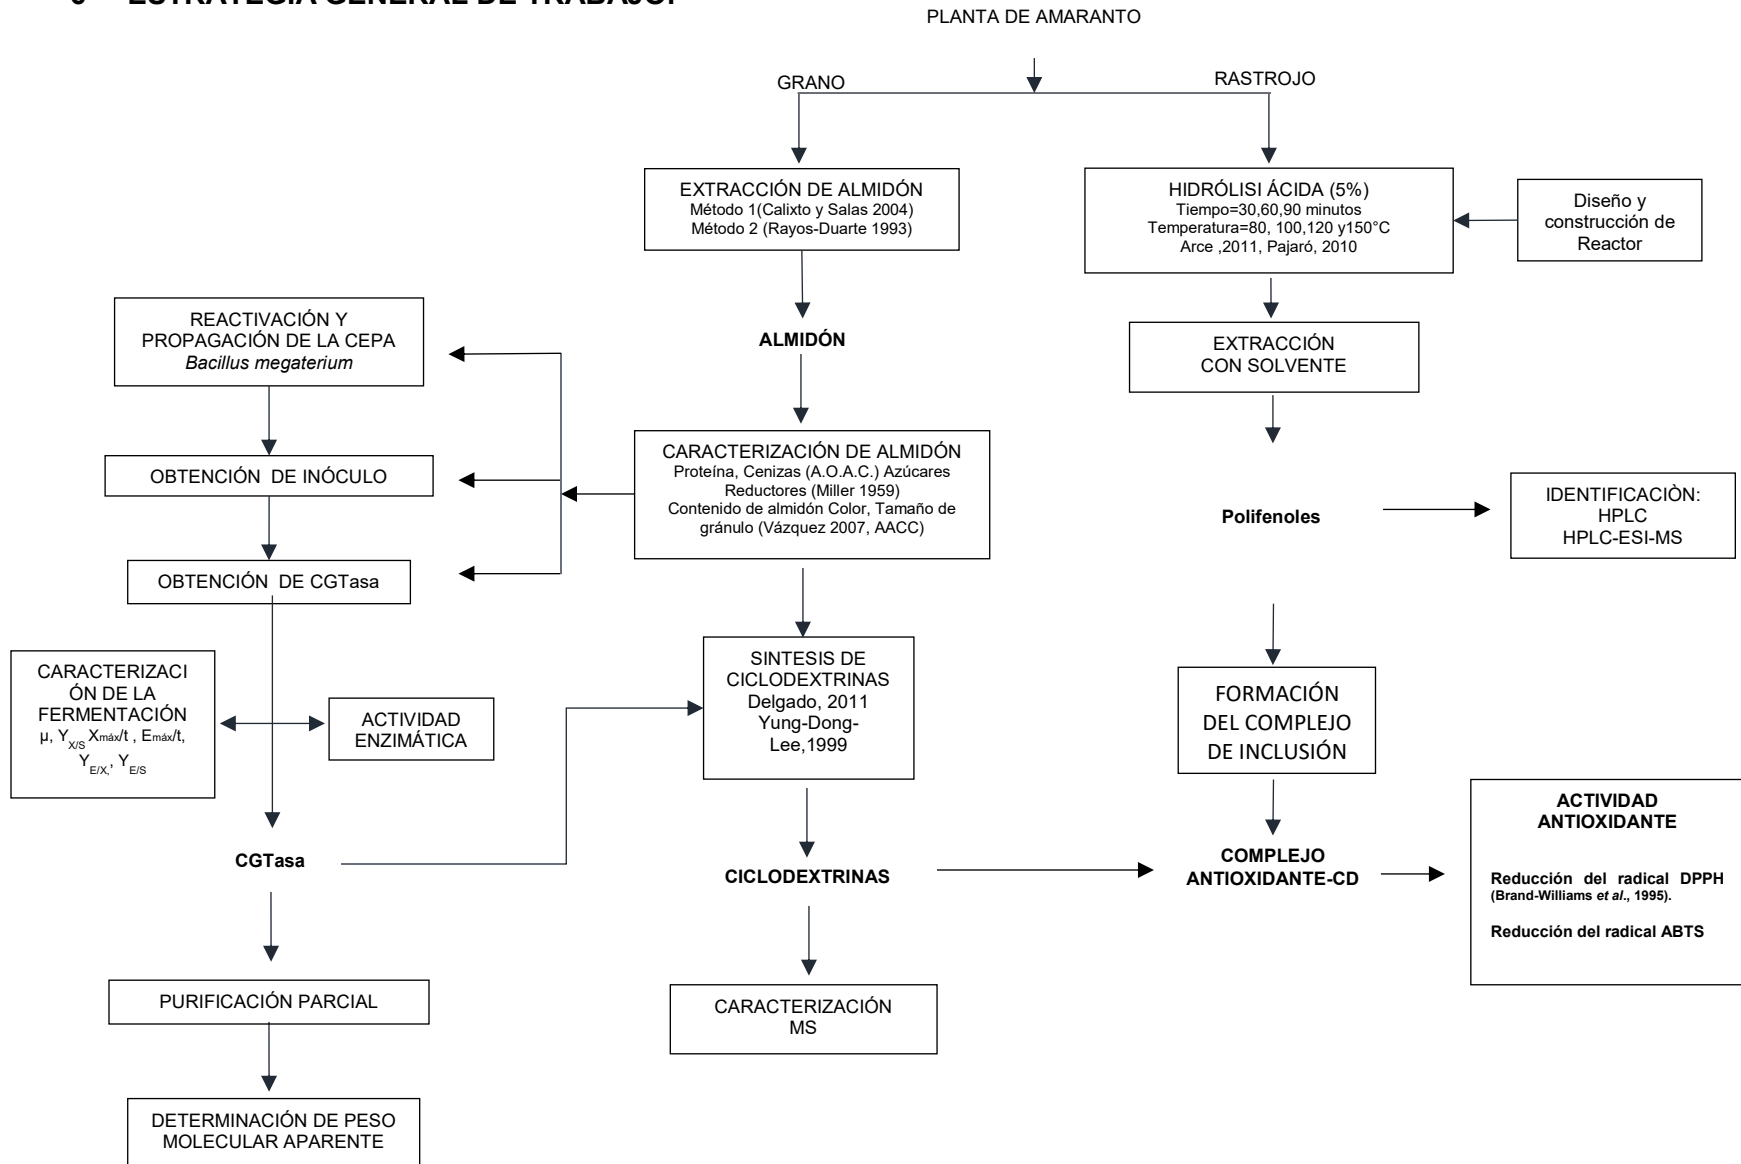 PLANTA DE AMARANTO
GRANO
RASTROJO
EXTRACCIÓN DE ALMIDÓN
Método 1(Calixto y Salas 2004)
Método 2 (Rayos-Duarte 1993)
HIDRÓLISI ÁCIDA (5%)
Tiempo=30,60,90 minutos
Temperatura=80, 100,120 y150°C
Arce ,2011, Pajaró, 2010
Diseño y
construcción de
Reactor
REACTIVACIÓN Y
PROPAGACIÓN DE LA CEPA
Bacillus megaterium
ALMIDÓN
EXTRACCIÓN
CON SOLVENTE
OBTENCIÓN DE INÓCULO
CARACTERIZACIÓN DE ALMIDÓN
Proteína, Cenizas (A.O.A.C.) Azúcares
Reductores (Miller 1959)
Contenido de almidón Color, Tamaño de
gránulo (Vázquez 2007, AACC)
Polifenoles
IDENTIFICACIÒN:
HPLC
HPLC-ESI-MS
OBTENCIÓN DE CGTasa
CARACTERIZACI
ÓN DE LA
FERMENTACIÓN
µ, Y X/S Xmáx/t , Emáx/t,
Y E/X,, Y E/S
ACTIVIDAD
ENZIMÁTICA
SINTESIS DE
CICLODEXTRINAS
Delgado, 2011
Yung-Dong-
Lee,1999
FORMACIÓN
DEL COMPLEJO
DE INCLUSIÓN
CGTasa
CICLODEXTRINAS
COMPLEJO
ANTIOXIDANTE-CD
ACTIVIDAD
ANTIOXIDANTE
Reducción del radical DPPH
(Brand-Williams et al., 1995).
Reducción del radical ABTS
PURIFICACIÓN PARCIAL
CARACTERIZACIÓN
MS
DETERMINACIÓN DE PESO
MOLECULAR APARENTE